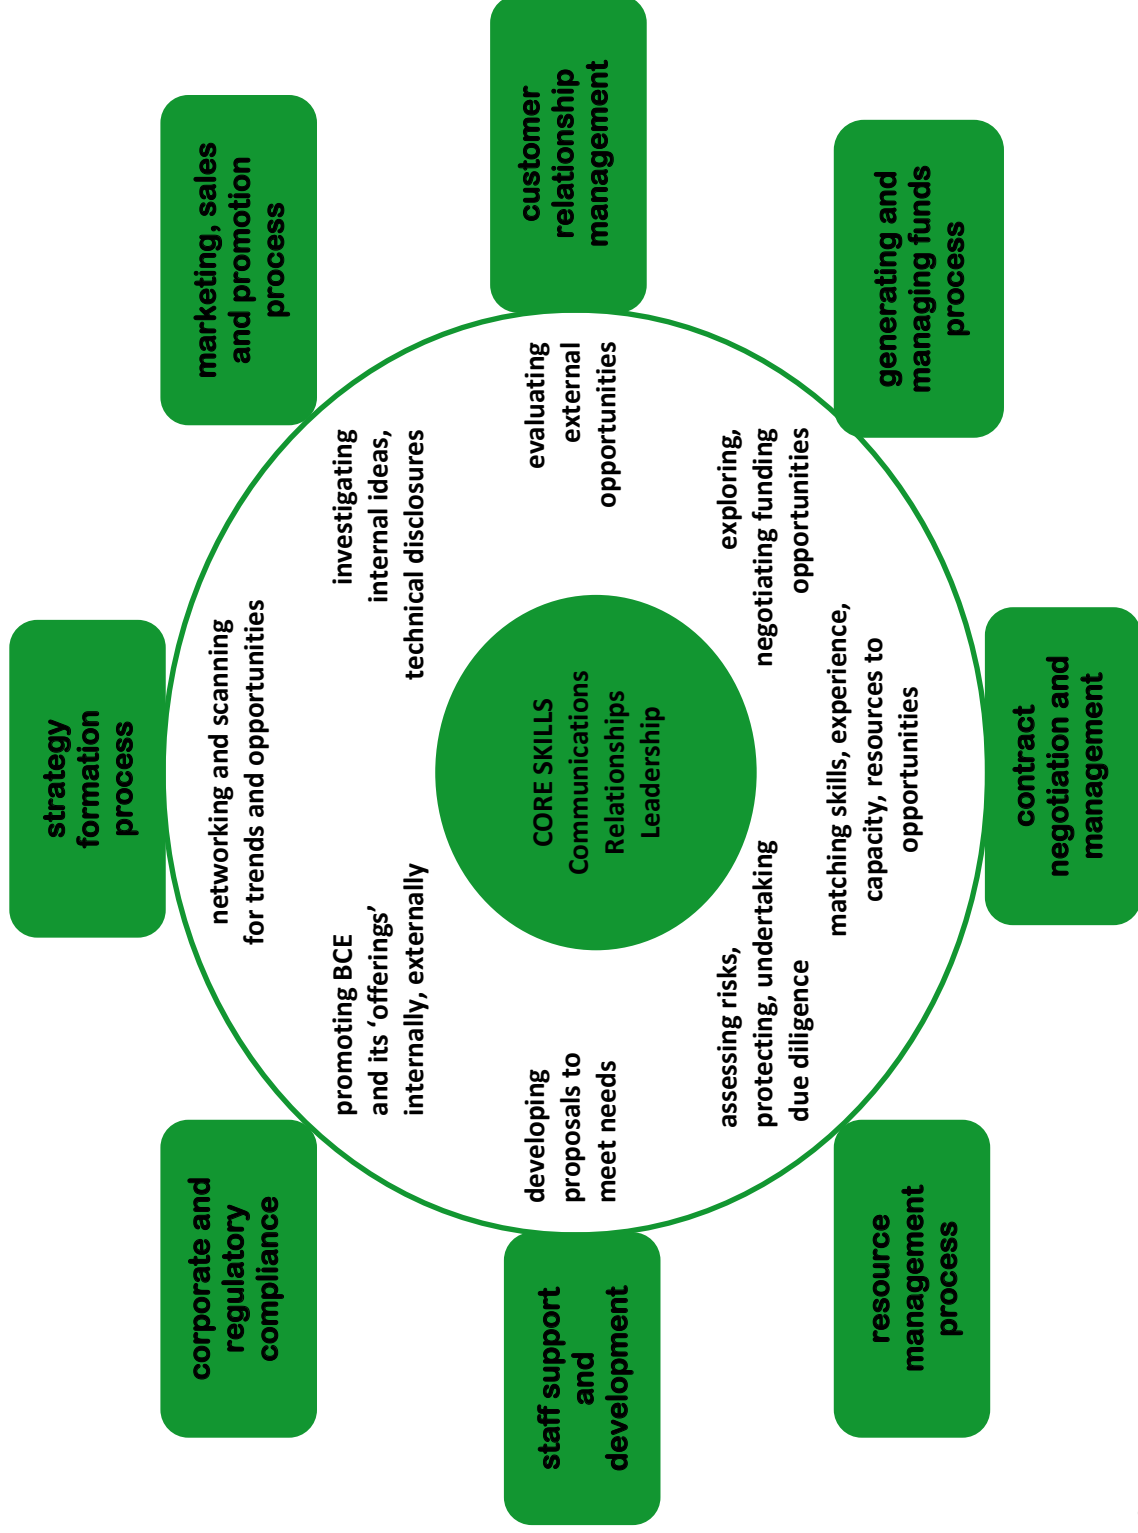 strategy
formation
process
marketing, sales
and promotion
process
customer
relationship
management
generating and
managing funds
process
contract
negotiation and
management
resource
management
process
staff support
and
development
corporate and
regulatory
compliance
networking and scanning
for trends and opportunities
investigating
internal ideas,
technical disclosures
evaluating
external
opportunities
exploring,
negotiating funding
opportunities
matching skills, experience,
capacity, resources to
opportunities
assessing risks,
protecting, undertaking
due diligence
developing
proposals to
meet needs
promoting BCE
and its ‘offerings’
internally, externally
CORE SKILLS
Communications
Relationships
Leadership